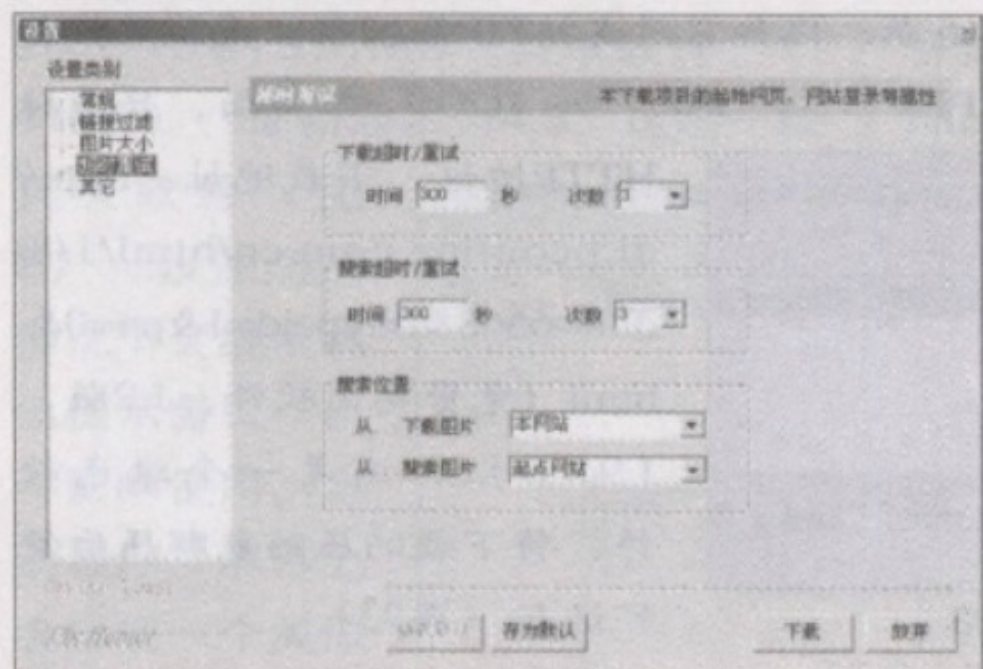 设置
设置类别
常规
链接过滤
图片大小
其它
超时/重试
本下载项目的起始网页、网站登录等属性
下载超时/重试
时间 300 秒 次数 3
搜索超时/重试
时间 300 秒 次数 3
搜索位置
从 下载图片 本网站
从 搜索图片 起点网站
存为默认 下载 放弃